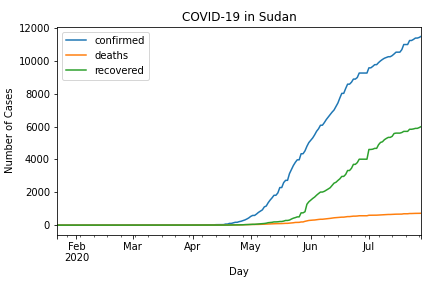 COVID-19 in Sudan
confirmed
deaths
recovered
Number of Cases
12000
10000
8000
6000
4000
2000
0
Feb Mar Apr May Jun Jul
2020
Day